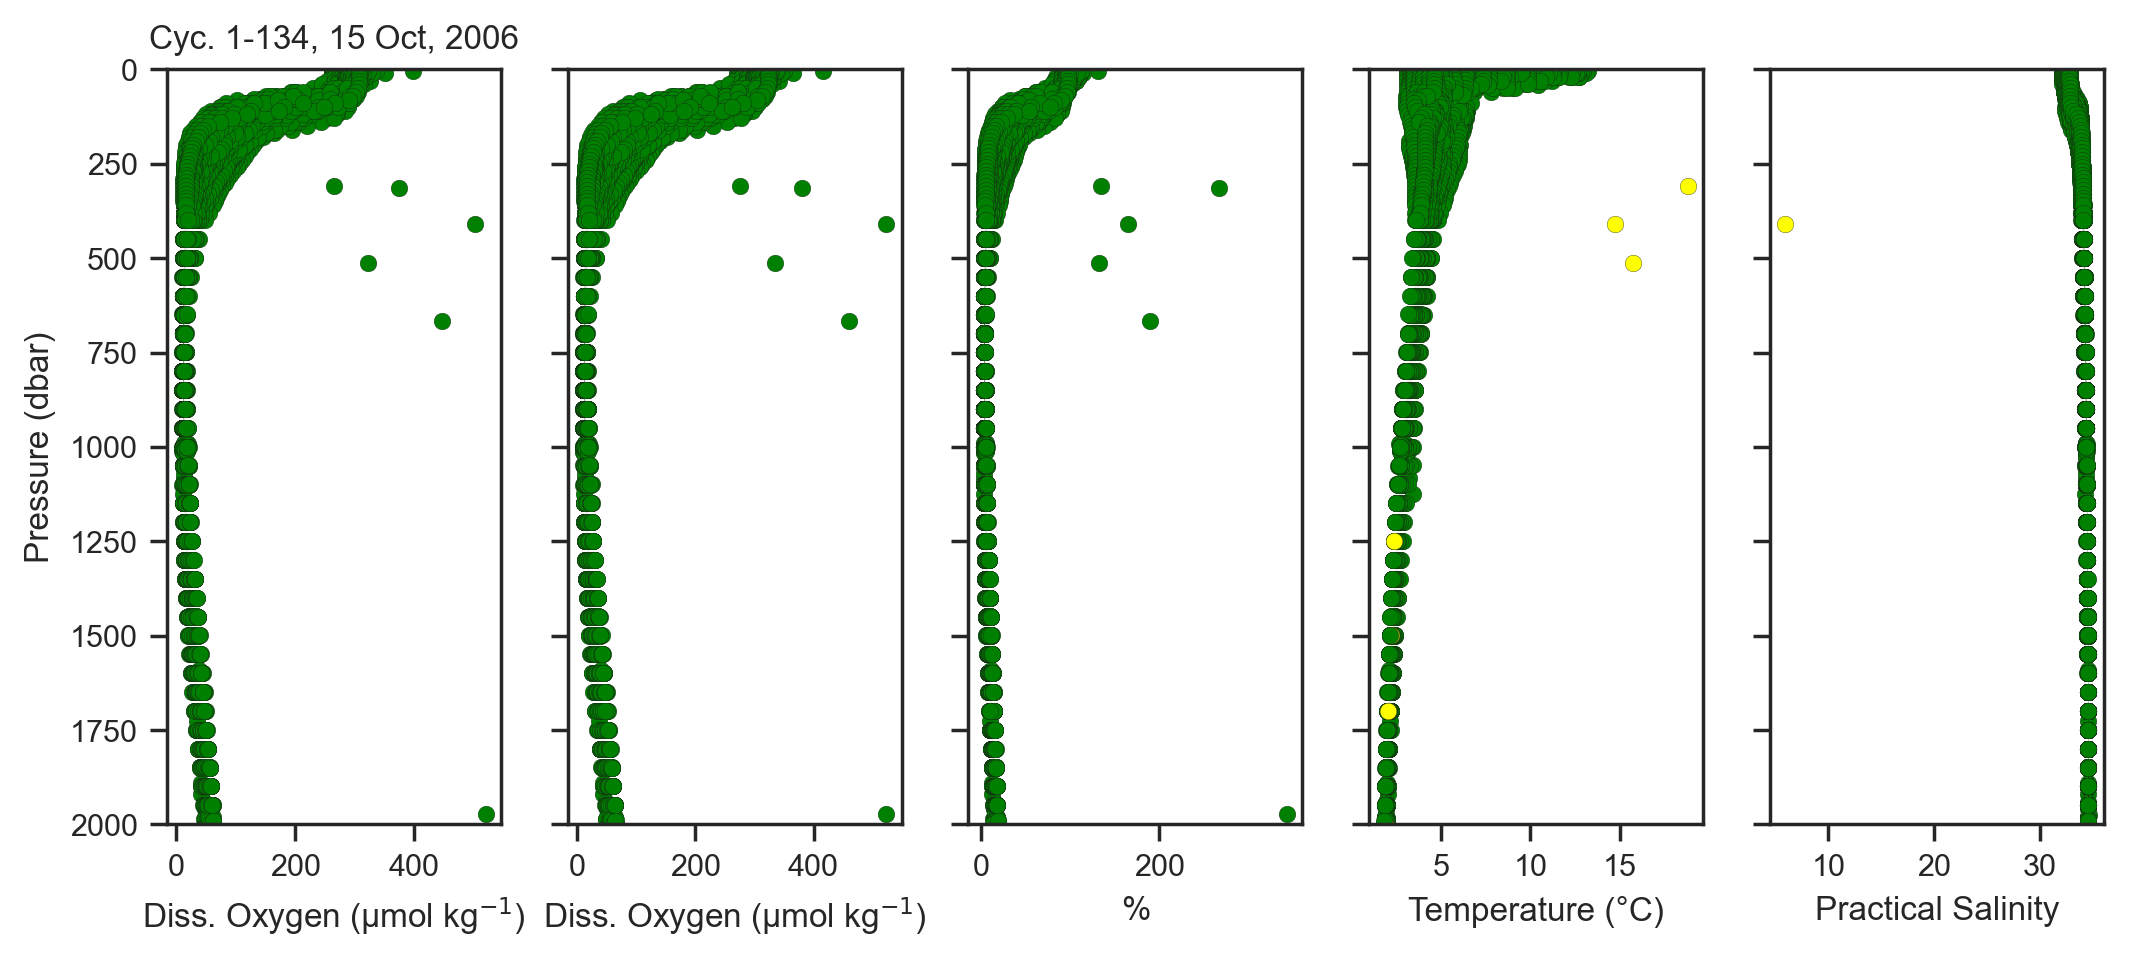 Cyc. 1-134, 15 Oct, 2006
Pressure (dbar)
0
250
500
750
1000
1250
1500
1750
2000
0 200 400
Diss. Oxygen (μmol kg⁻¹)
0 200 400
Diss. Oxygen (μmol kg⁻¹)
0 200
%
5 10 15
Temperature (°C)
10 20 30
Practical Salinity